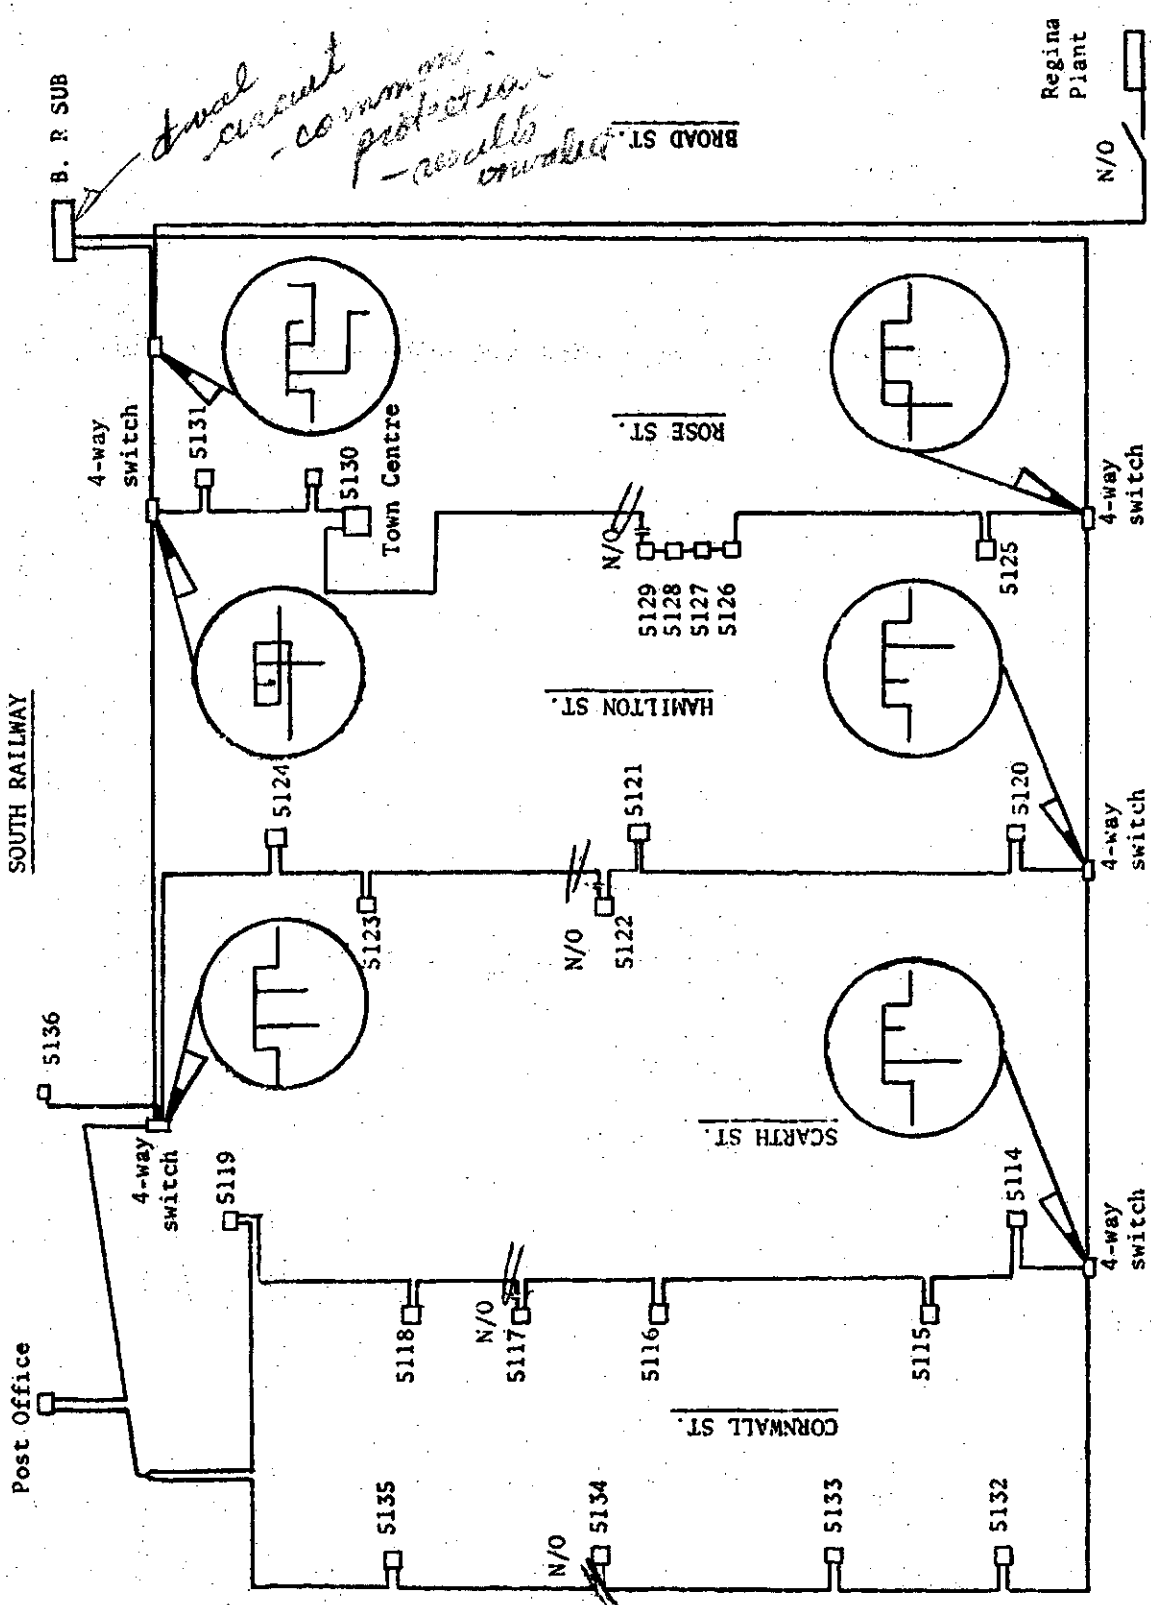 SOUTH RAILWAY
B. R SUB
dual
circuit
- common
protection
- results
BROAD ST.
Regina
Plant
N/O
4-way
switch
5131
5130
Town Centre
ROSE ST.
N/O
5129
5128
5127
5126
5125
4-way
switch
HAMILTON ST.
5124
5123
N/O
5122
5121
5120
4-way
switch
5136
4-way
switch
SCARTH ST.
5119
5118
N/O
5117
5116
5115
5114
4-way
switch
Post Office
CORNWALL ST.
5135
N/O
5134
5133
5132